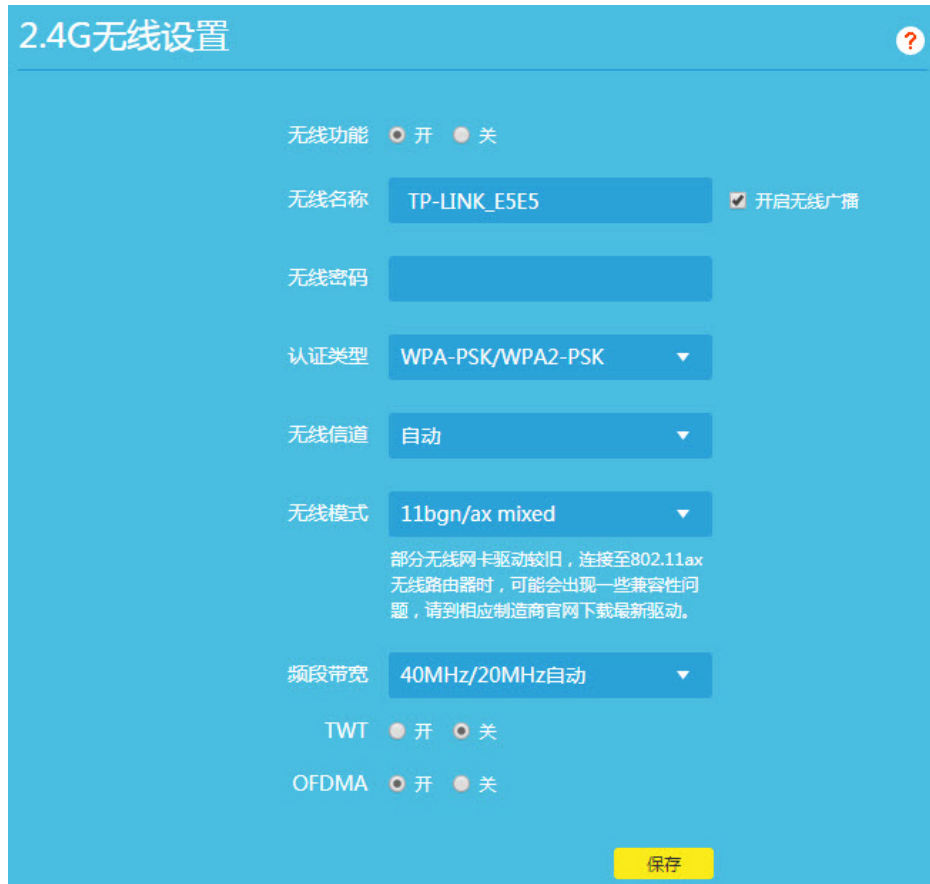 2.4G无线设置
?
无线功能 开 关
无线名称 TP-LINK_E5E5 开启无线广播
无线密码
认证类型 WPA-PSK/WPA2-PSK
无线信道 自动
无线模式 11bgn/ax mixed
部分无线网卡驱动较旧，连接至802.11ax
无线路由器时，可能会出现一些兼容性问
题，请到相应制造商官网下载最新驱动。
频段带宽 40MHz/20MHz自动
TWT 开 关
OFDMA 开 关
保存